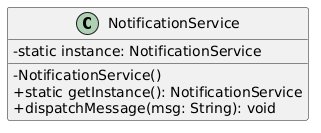 C NotificationService
-static instance: NotificationService
-NotificationService()
+static getInstance(): NotificationService
+dispatchMessage(msg: String): void